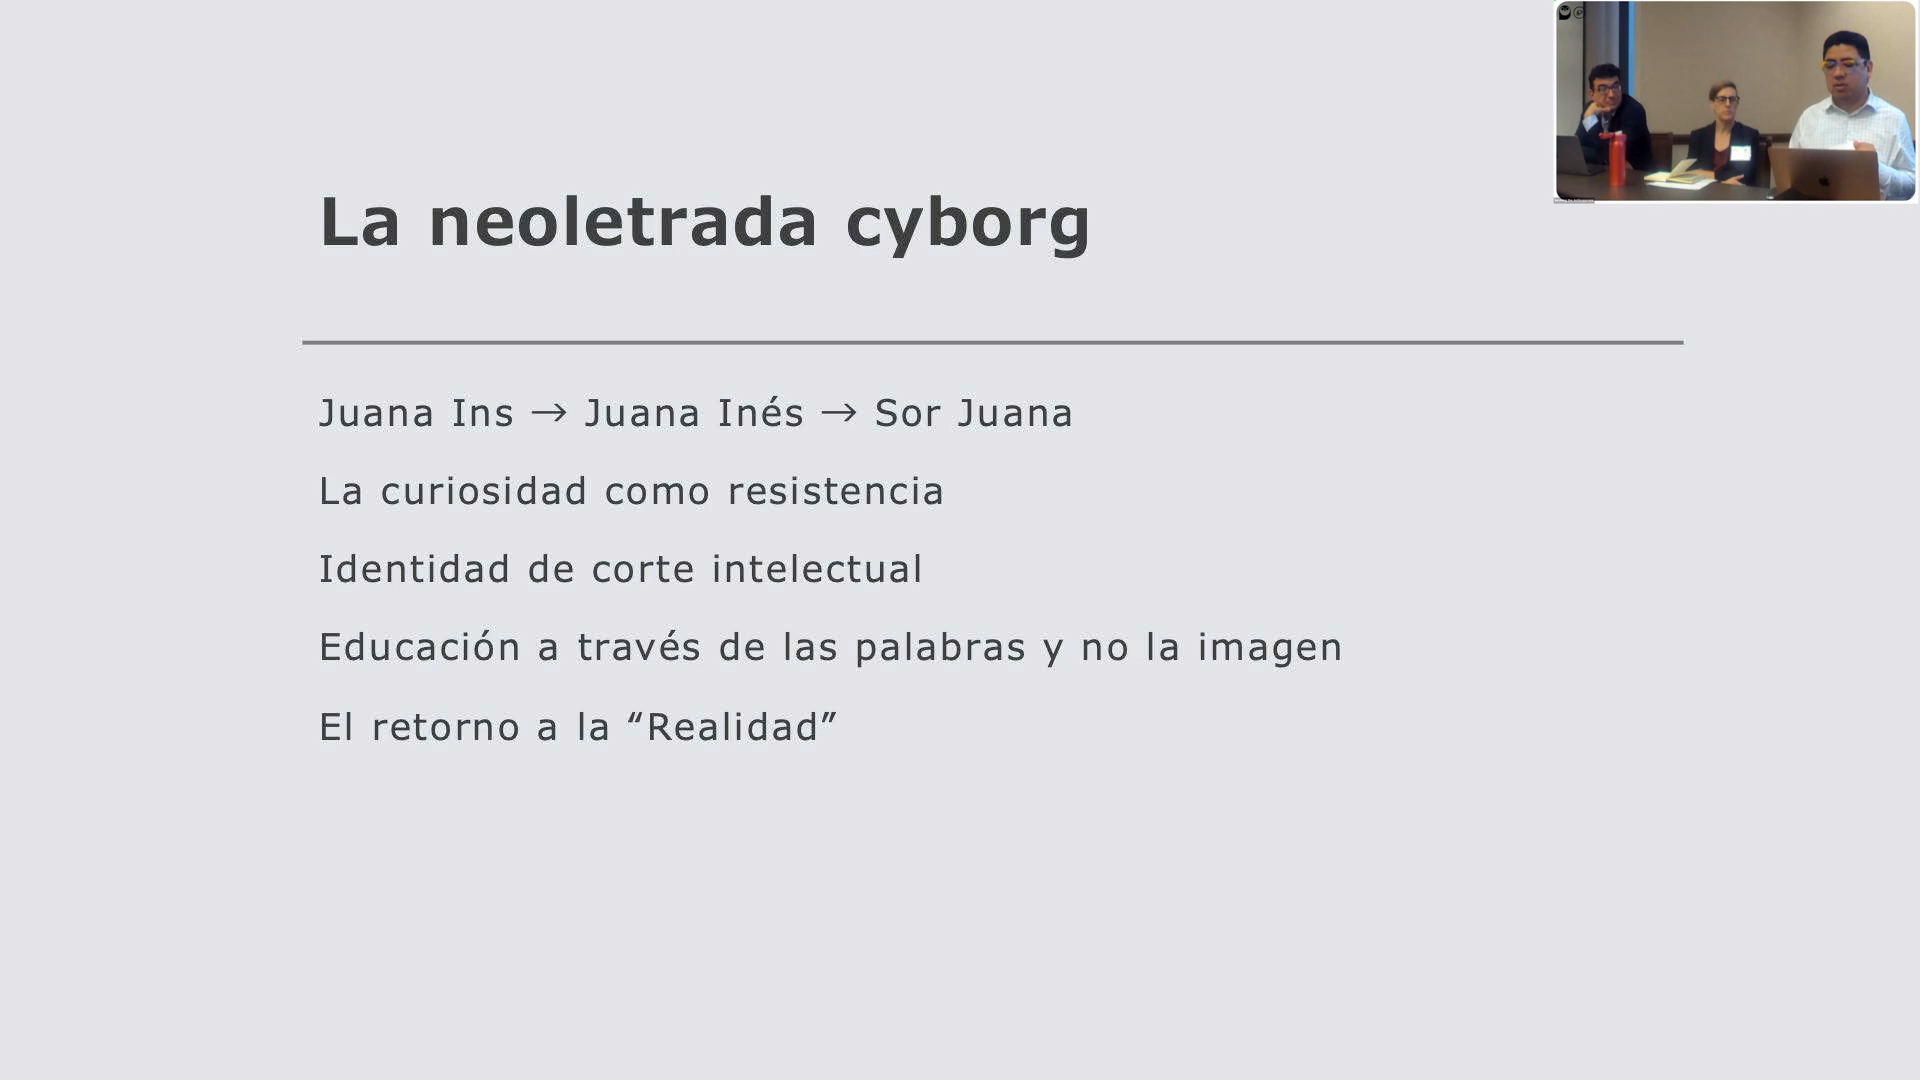 La neoletrada cyborg
Juana Ins → Juana Inés → Sor Juana
La curiosidad como resistencia
Identidad de corte intelectual
Educación a través de las palabras y no la imagen
El retorno a la “Realidad”